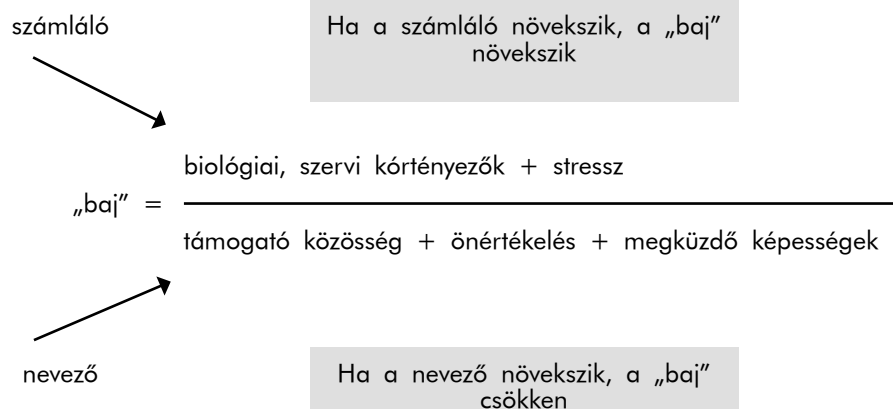 számláló
Ha a számláló növekszik, a „baj”
növekszik
biológiai, szervi kórtényezők + stressz
„baj” =
támogató közösség + önértékelés + megküzdő képességek
nevező
Ha a nevező növekszik, a „baj”
csökken